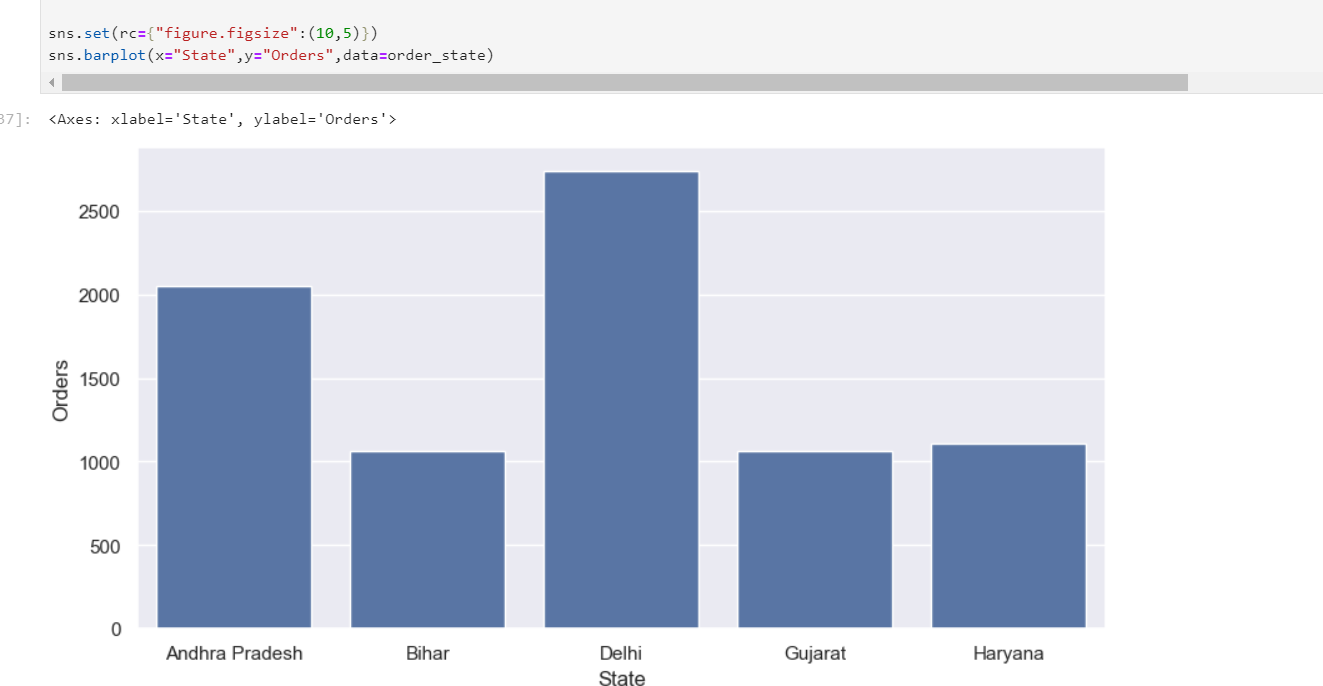 sns.set(rc={"figure.figsize":(10,5)})
sns.barplot(x="State",y="Orders",data=order_state)
37]: <Axes: xlabel='State', ylabel='Orders'>
2500
2000
1500
1000
500
0
Orders
Andhra Pradesh Bihar Delhi Gujarat Haryana
State